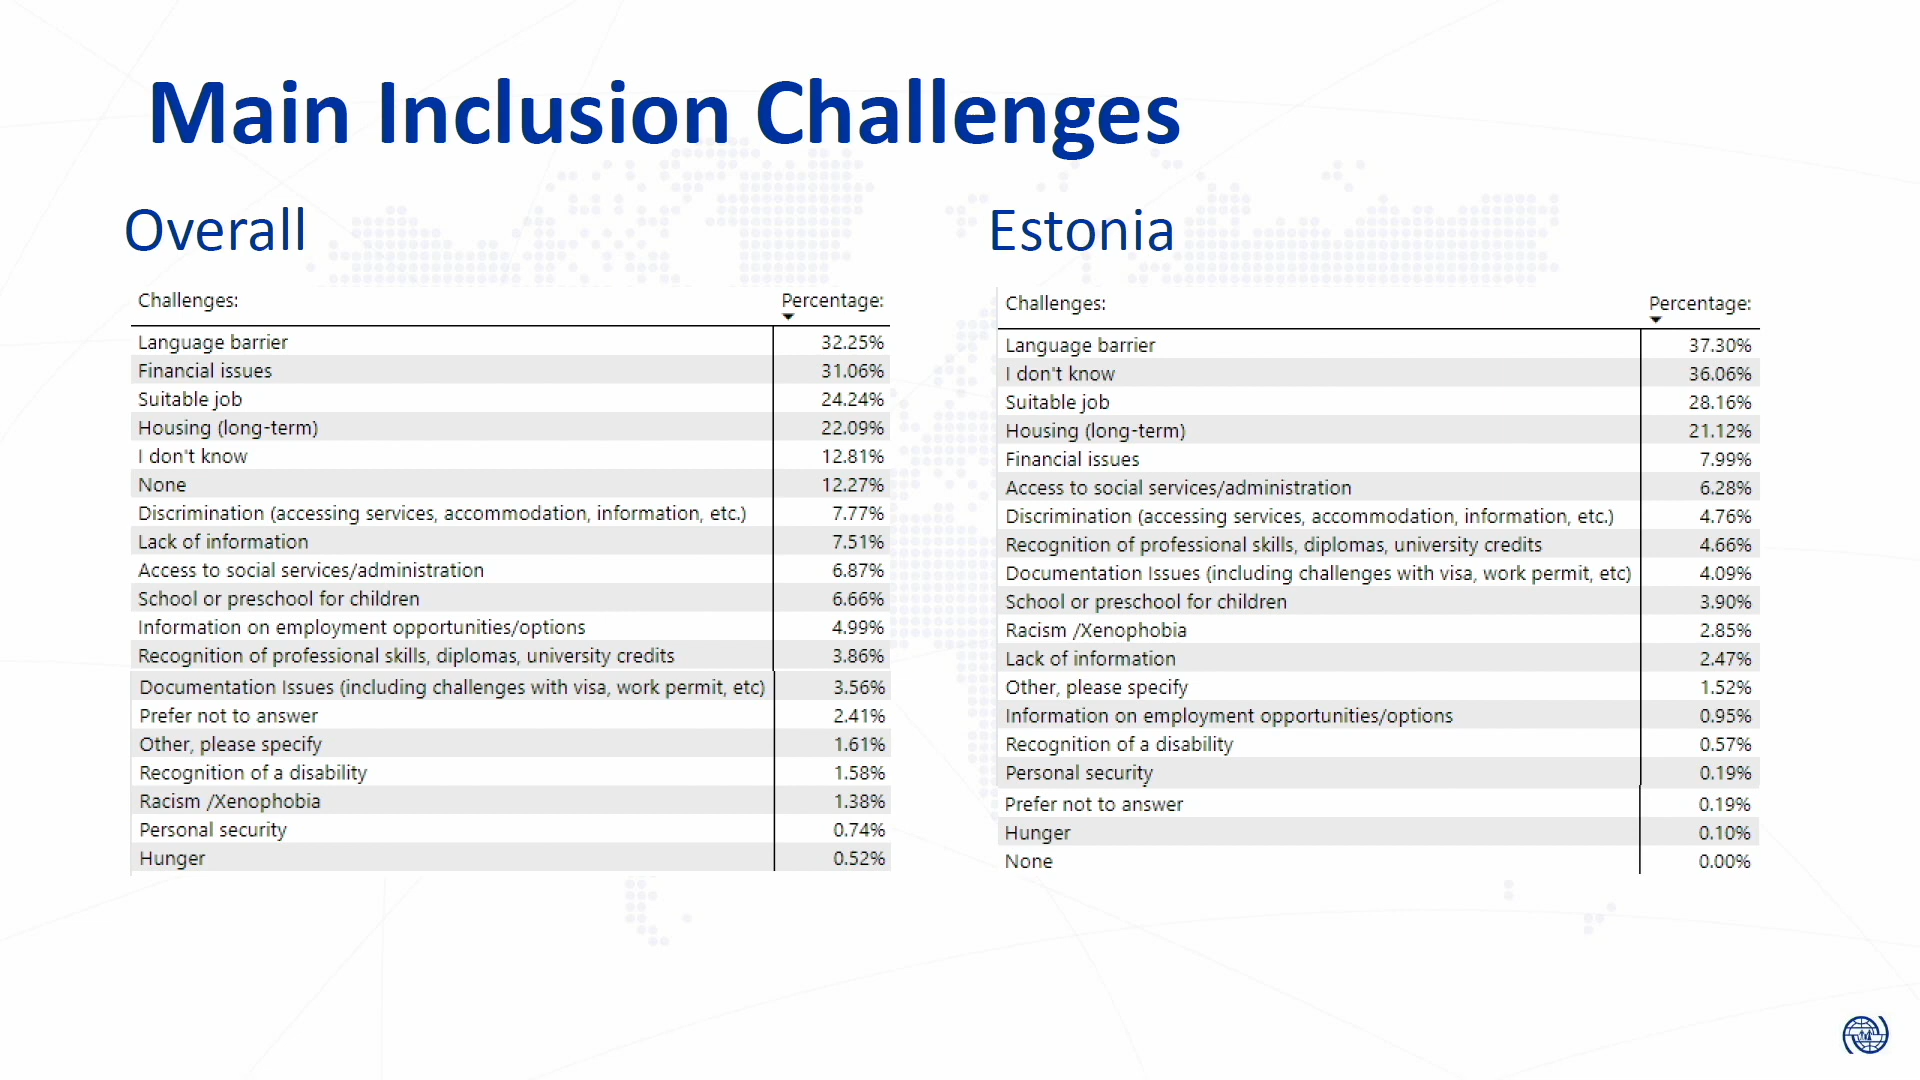 Main Inclusion Challenges
Overall
Challenges: Percentage:
Language barrier 32.25%
Financial issues 31.06%
Suitable job 24.24%
Housing (long-term) 22.09%
I don't know 12.81%
None 12.27%
Discrimination (accessing services, accommodation, information, etc.) 7.77%
Lack of information 7.51%
Access to social services/administration 6.87%
School or preschool for children 6.66%
Information on employment opportunities/options 4.99%
Recognition of professional skills, diplomas, university credits 3.86%
Documentation Issues (including challenges with visa, work permit, etc) 3.56%
Prefer not to answer 2.41%
Other, please specify 1.61%
Recognition of a disability 1.58%
Racism /Xenophobia 1.38%
Personal security 0.74%
Hunger 0.52%
Estonia
Challenges: Percentage:
Language barrier 37.30%
I don't know 36.06%
Suitable job 28.16%
Housing (long-term) 21.12%
Financial issues 7.99%
Access to social services/administration 6.28%
Discrimination (accessing services, accommodation, information, etc.) 4.76%
Recognition of professional skills, diplomas, university credits 4.66%
Documentation Issues (including challenges with visa, work permit, etc) 4.09%
School or preschool for children 3.90%
Racism /Xenophobia 2.85%
Lack of information 2.47%
Other, please specify 1.52%
Information on employment opportunities/options 0.95%
Recognition of a disability 0.57%
Personal security 0.19%
Prefer not to answer 0.19%
Hunger 0.10%
None 0.00%